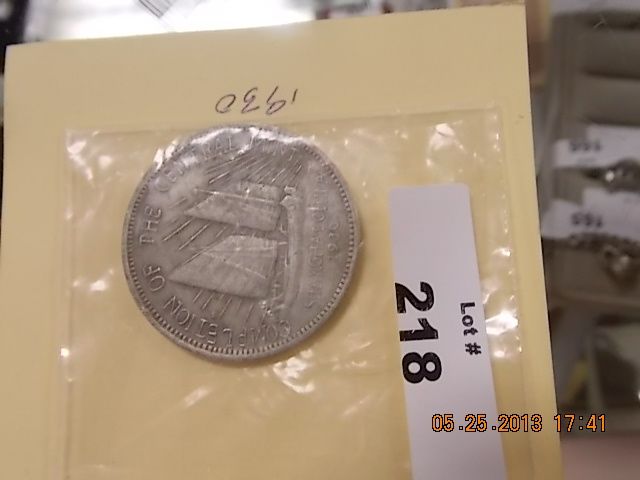 1930
COMPLETION OF THE CENTRAL
Lot #
218
05.25.2013 17:41